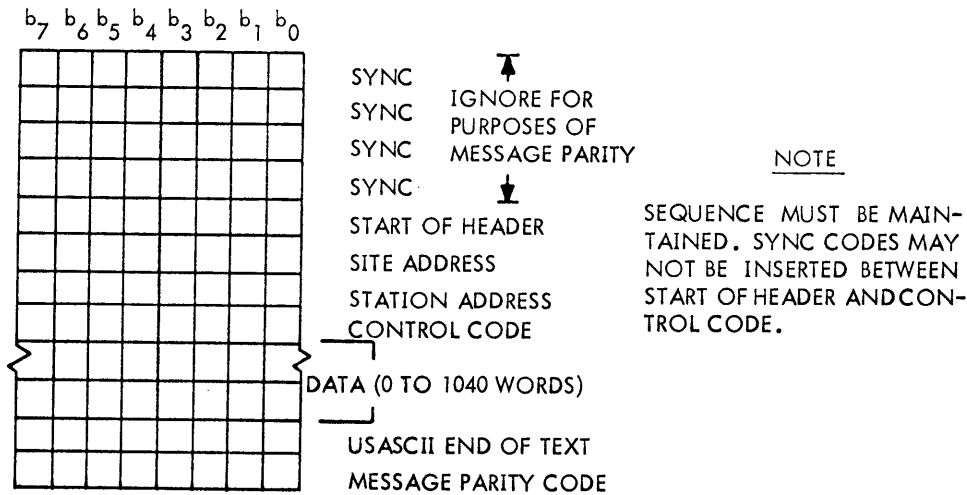 b7 b6 b5 b4 b3 b2 b1 b0
SYNC
SYNC
SYNC
SYNC
IGNORE FOR
PURPOSES OF
MESSAGE PARITY
START OF HEADER
SITE ADDRESS
STATION ADDRESS
CONTROL CODE
DATA (0 TO 1040 WORDS)
USASCII END OF TEXT
MESSAGE PARITY CODE
NOTE
SEQUENCE MUST BE MAIN-
TAINED. SYNC CODES MAY
NOT BE INSERTED BETWEEN
START OF HEADER AND CON-
TROL CODE.